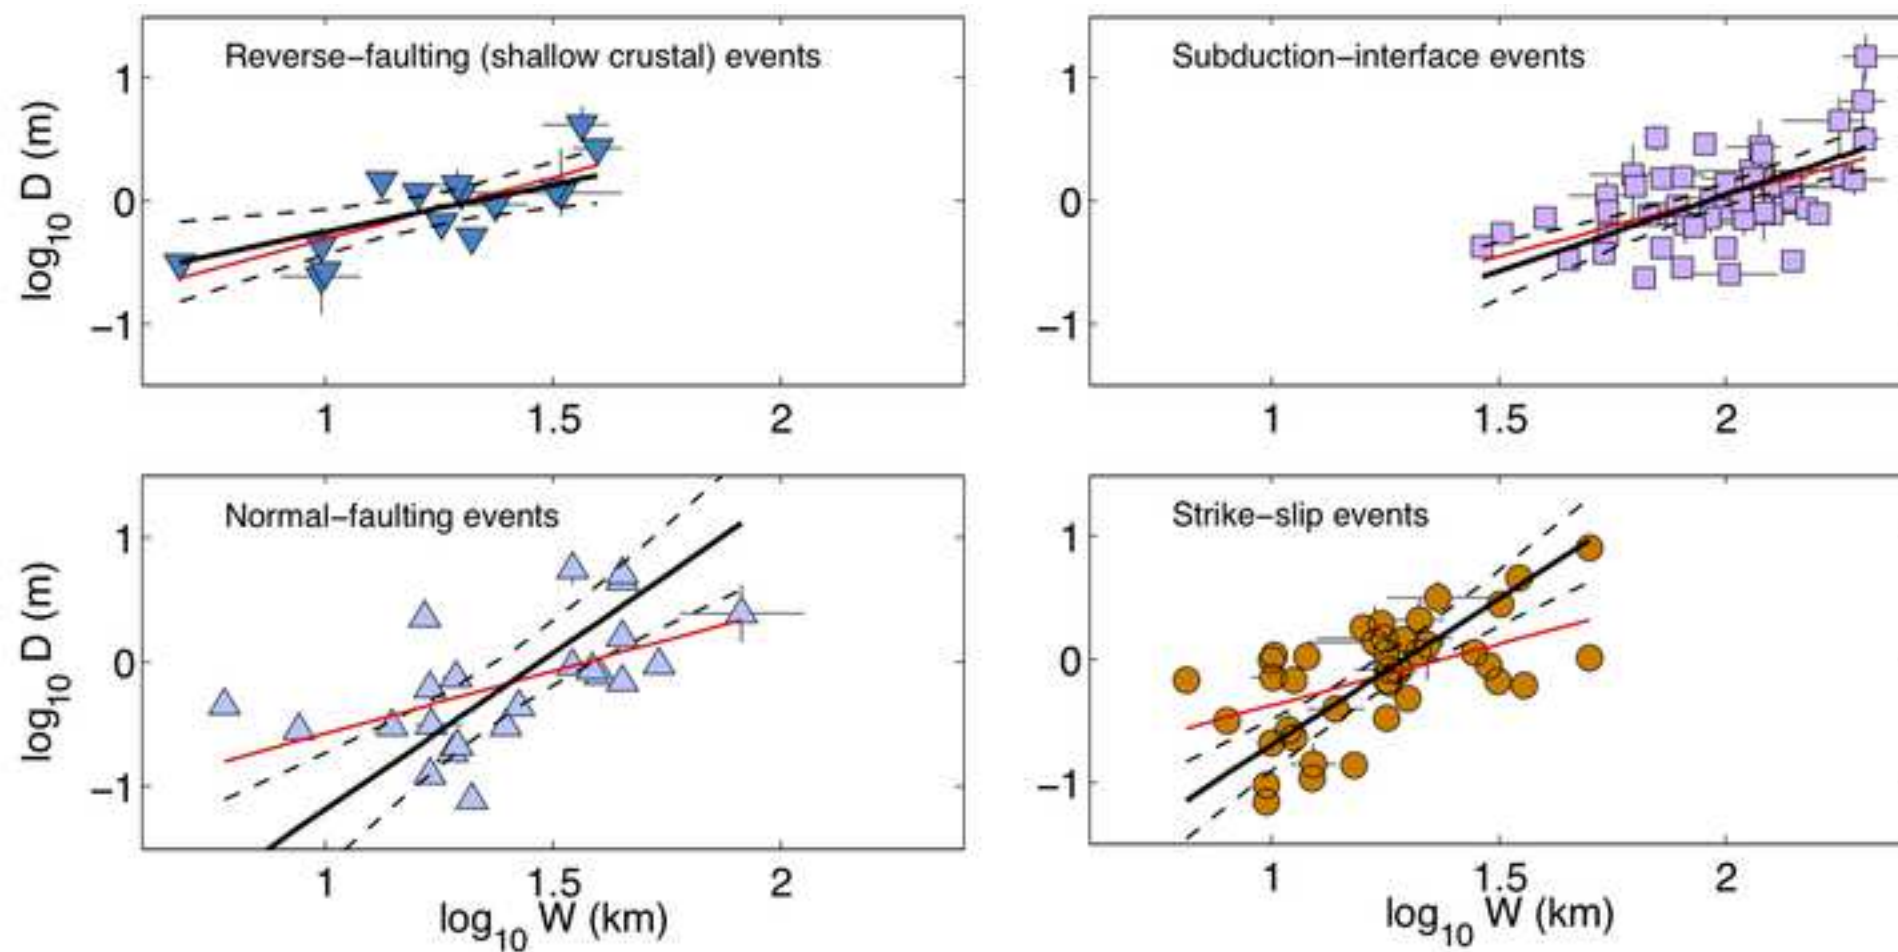 Reverse−faulting (shallow crustal) events
Subduction−interface events
log10 D (m)
1
0
−1
1
0
−1
1 1.5 2
1 1.5 2
Normal−faulting events
Strike−slip events
log10 D (m)
1
0
−1
1
0
−1
1 1.5 2
1 1.5 2
log10 W (km)
log10 W (km)